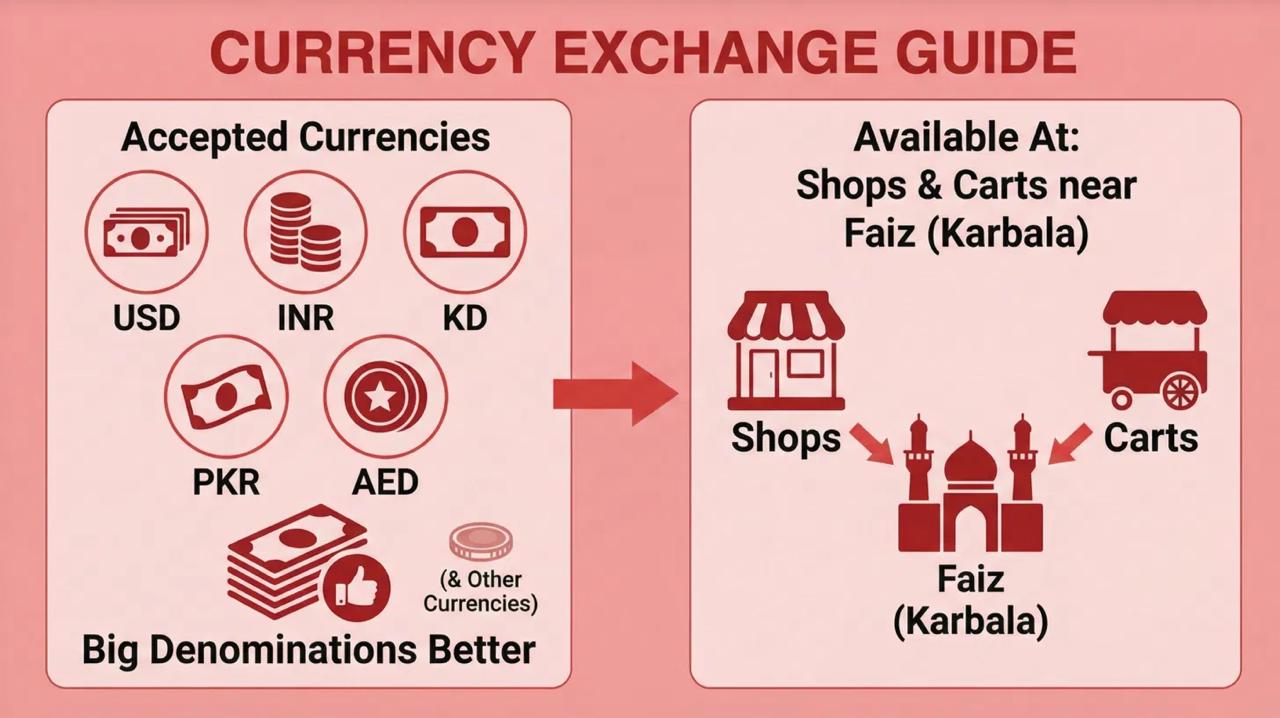 CURRENCY EXCHANGE GUIDE
Accepted Currencies
USD
INR
KD
PKR
AED
(& Other
Currencies)
Big Denominations Better
Available At:
Shops & Carts near
Faiz (Karbala)
Shops
Carts
Faiz
(Karbala)